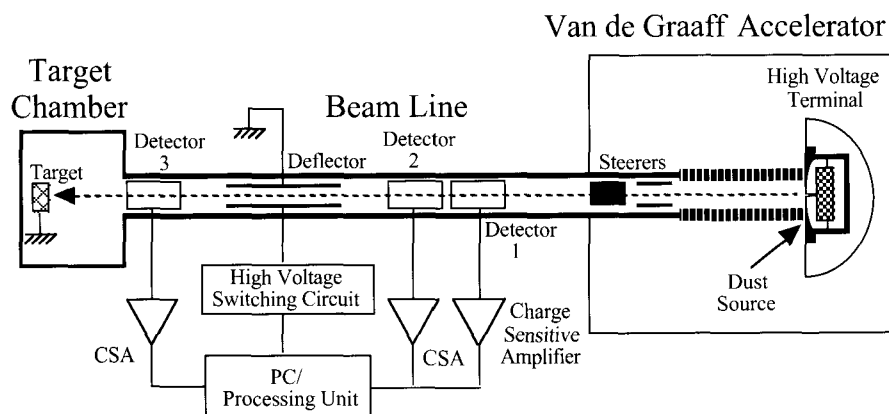 Van de Graaff Accelerator
Target
Chamber
Beam Line
High Voltage
Terminal
Detector
3
Deflector
Detector
2
Steerers
Target
Detector
1
Dust
Source
High Voltage
Switching Circuit
CSA
CSA
Charge
Sensitive
Amplifier
PC/
Processing Unit